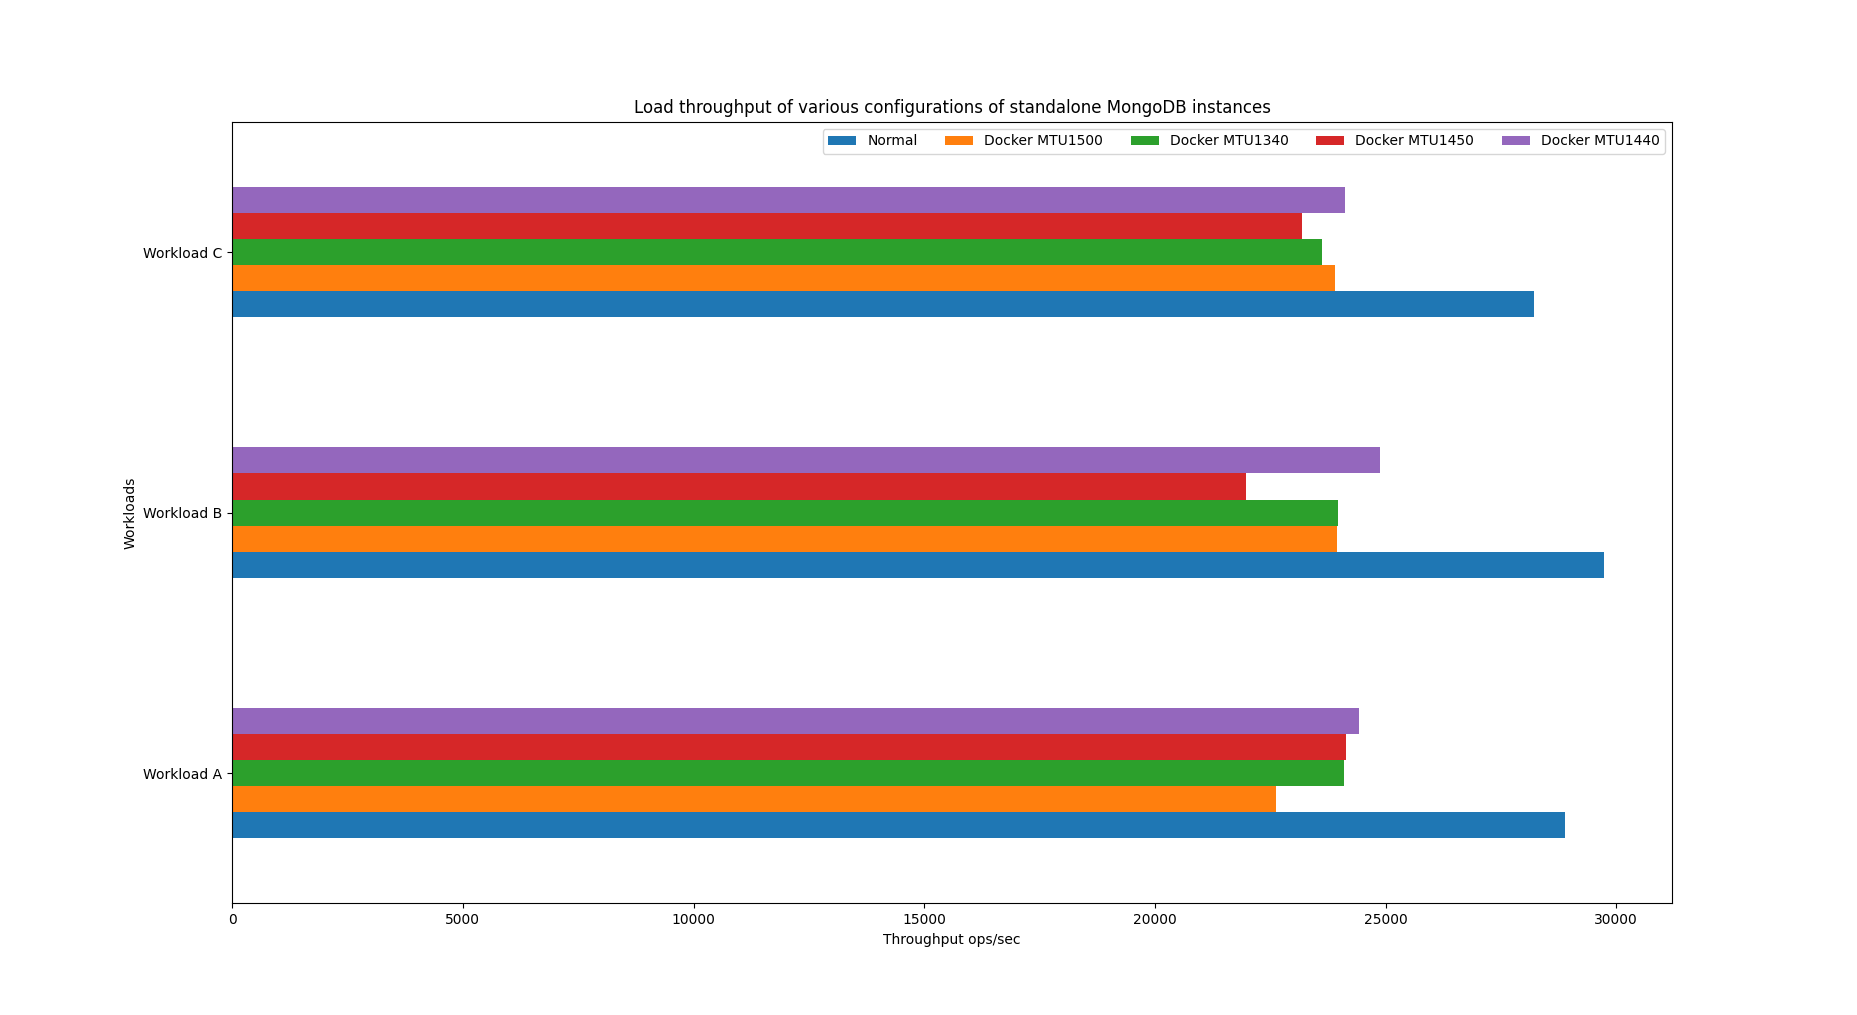 Load throughput of various configurations of standalone MongoDB instances
Normal Docker MTU1500 Docker MTU1340 Docker MTU1450 Docker MTU1440
Workload C
Workload B
Workload A
Workloads
0 5000 10000 15000 20000 25000 30000
Throughput ops/sec